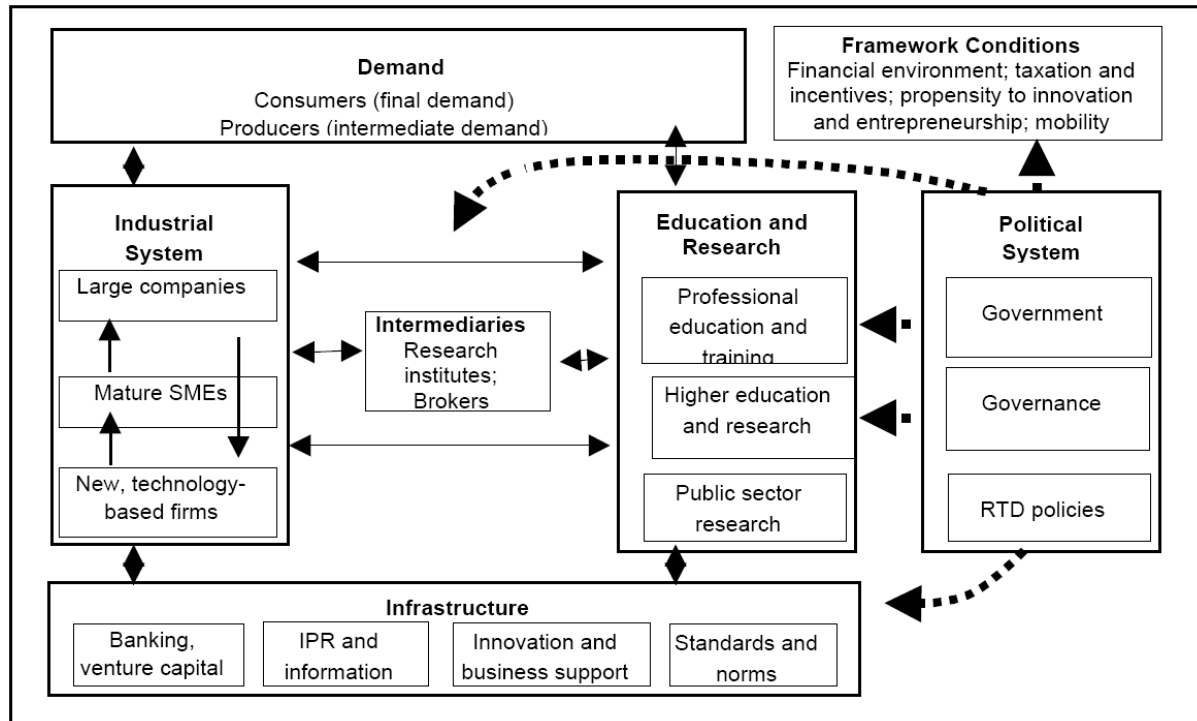 Demand
Consumers (final demand)
Producers (intermediate demand)
Framework Conditions
Financial environment; taxation and
incentives; propensity to innovation
and entrepreneurship; mobility
Industrial
System
Large companies
Mature SMEs
New, technology-
based firms
Intermediaries
Research
institutes;
Brokers
Education and
Research
Professional
education and
training
Higher education
and research
Public sector
research
Political
System
Government
Governance
RTD policies
Infrastructure
Banking,
venture capital
IPR and
information
Innovation and
business support
Standards and
norms